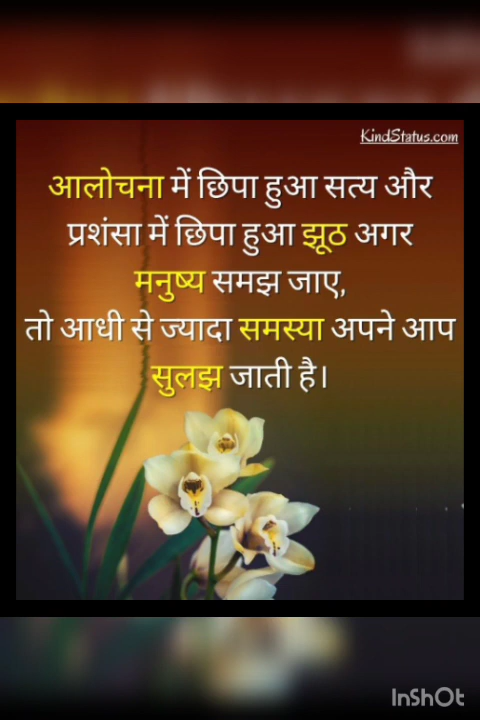 KindStatus.com
आलोचना में छिपा हुआ सत्य और
प्रशंसा में छिपा हुआ झूठ अगर
मनुष्य समझ जाए,
तो आधी से ज्यादा समस्या अपने आप
सुलझ जाती है।
InShOt